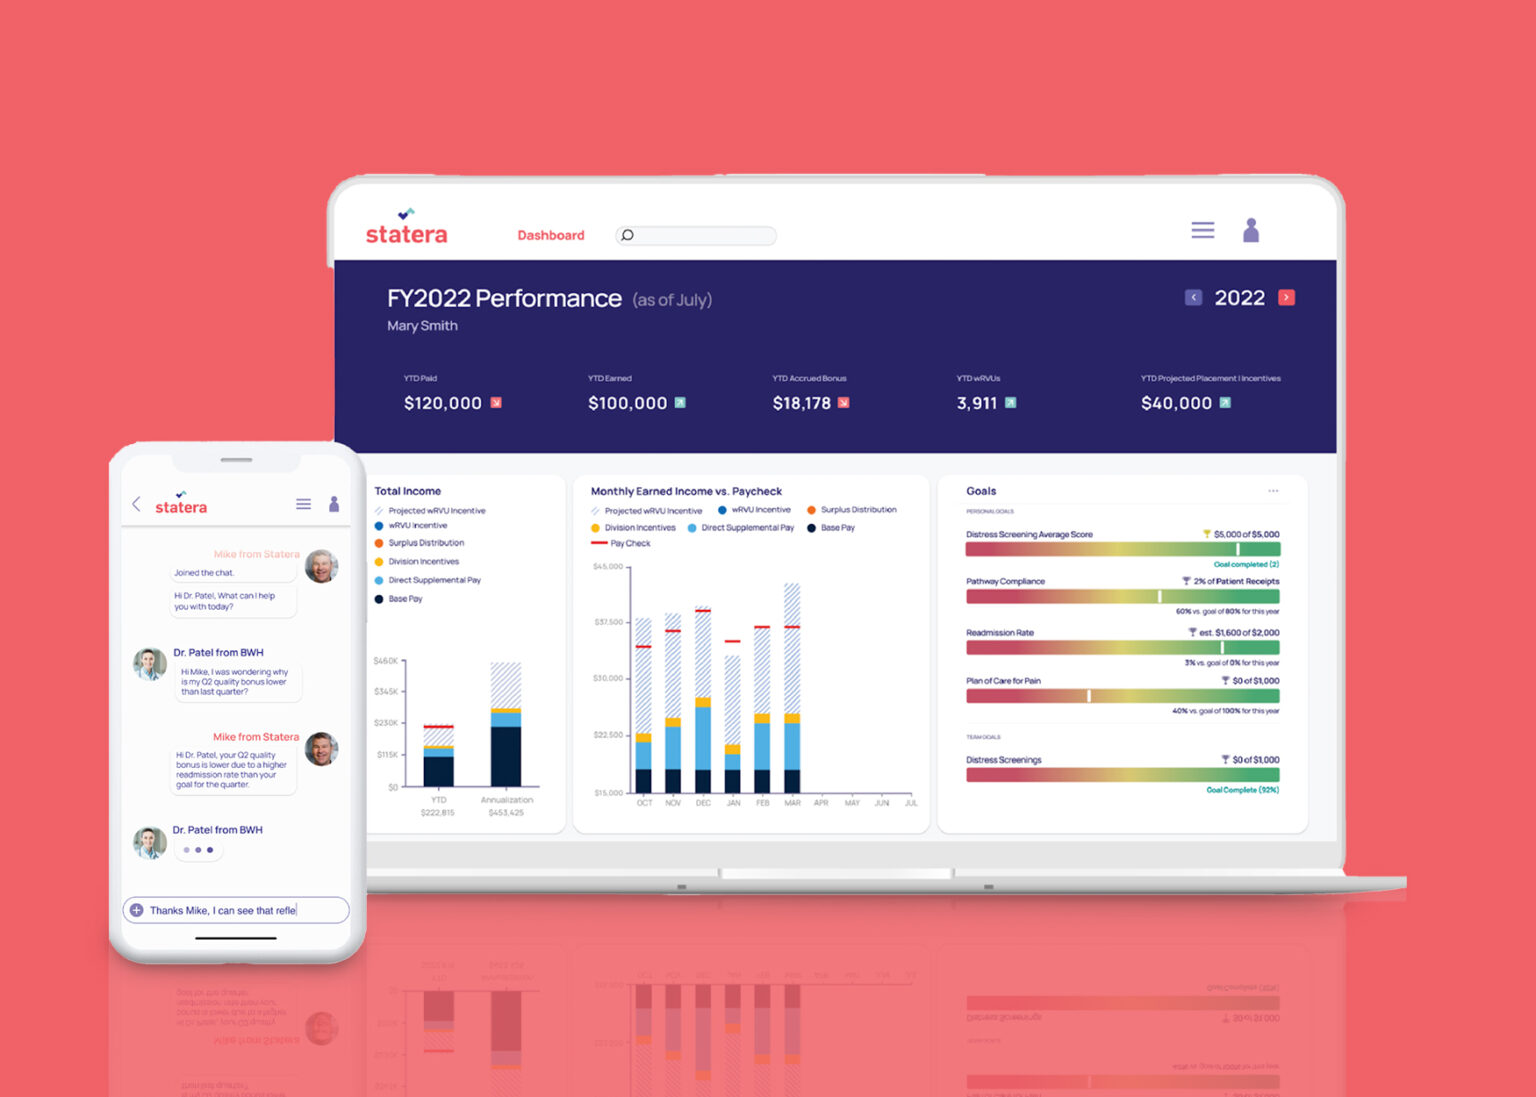 statera
Dashboard
FY2022 Performance (as of July)
Mary Smith
2022
YTD Paid
$120,000
YTD Earned
$100,000
YTD Accrued Bonus
$18,178
YTD wRVUs
3,911
YTD Projected Placement | Incentives
$40,000
statera
Mike from Statera
Joined the chat.
Hi Dr. Patel, What can I help
you with today?
Dr. Patel from BWH
Hi Mike, I was wondering why
is my Q2 quality bonus lower
than last quarter?
Mike from Statera
Hi Dr. Patel, your Q2 quality
bonus is lower due to a higher
readmission rate than your
goal for the quarter.
Dr. Patel from BWH
Thanks Mike, I can see that refle
Total Income
Projected wRVU Incentive
wRVU Incentive
Surplus Distribution
Division Incentives
Direct Supplemental Pay
Base Pay
$460K
$345K
$230K
$115K
$0
YTD
$222,815
Annualization
$453,425
Monthly Earned Income vs. Paycheck
Projected wRVU Incentive wRVU Incentive Surplus Distribution
Division Incentives Direct Supplemental Pay Base Pay
Pay Check
$45,000
$37,500
$30,000
$22,500
$15,000
OCT NOV DEC JAN FEB MAR APR MAY JUN JUL
Goals
PERSONAL GOALS
Distress Screening Average Score $5,000 of $5,000
Goal completed (2)
Pathway Compliance 2% of Patient Receipts
60% vs. goal of 80% for this year
Readmission Rate est. $1,600 of $2,000
3% vs. goal of 0% for this year
Plan of Care for Pain $0 of $1,000
40% vs. goal of 100% for this year
TEAM GOALS
Distress Screenings $0 of $1,000
Goal Complete (92%)